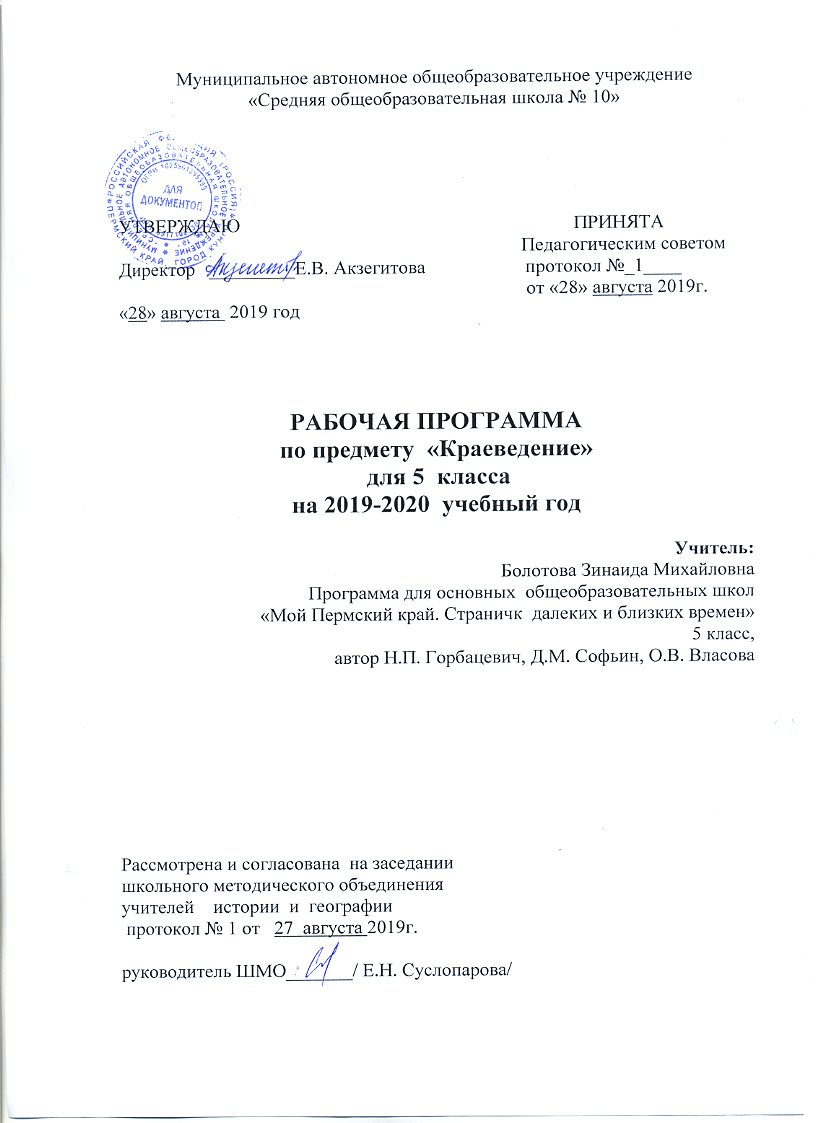 Муниципальное автономное общеобразовательное учреждение
«Средняя общеобразовательная школа № 10»
ДЛЯ
ДОКУМЕНТОВ
УТВЕРЖДАЮ
Директор Е.В. Акзегитова
«28» августа 2019 год
ПРИНЯТА
Педагогическим советом
протокол №_1____
от «28» августа 2019г.
РАБОЧАЯ ПРОГРАММА
по предмету «Краеведение»
для 5 класса
на 2019-2020 учебный год
Учитель:
Болотова Зинаида Михайловна
Программа для основных общеобразовательных школ
«Мой Пермский край. Страничк далеких и близких времен»
5 класс,
автор Н.П. Горбацевич, Д.М. Софьин, О.В. Власова
Рассмотрена и согласована на заседании
школьного методического объединения
учителей истории и географии
протокол № 1 от 27 августа 2019г.
руководитель ШМО_______/ Е.Н. Суслопарова/